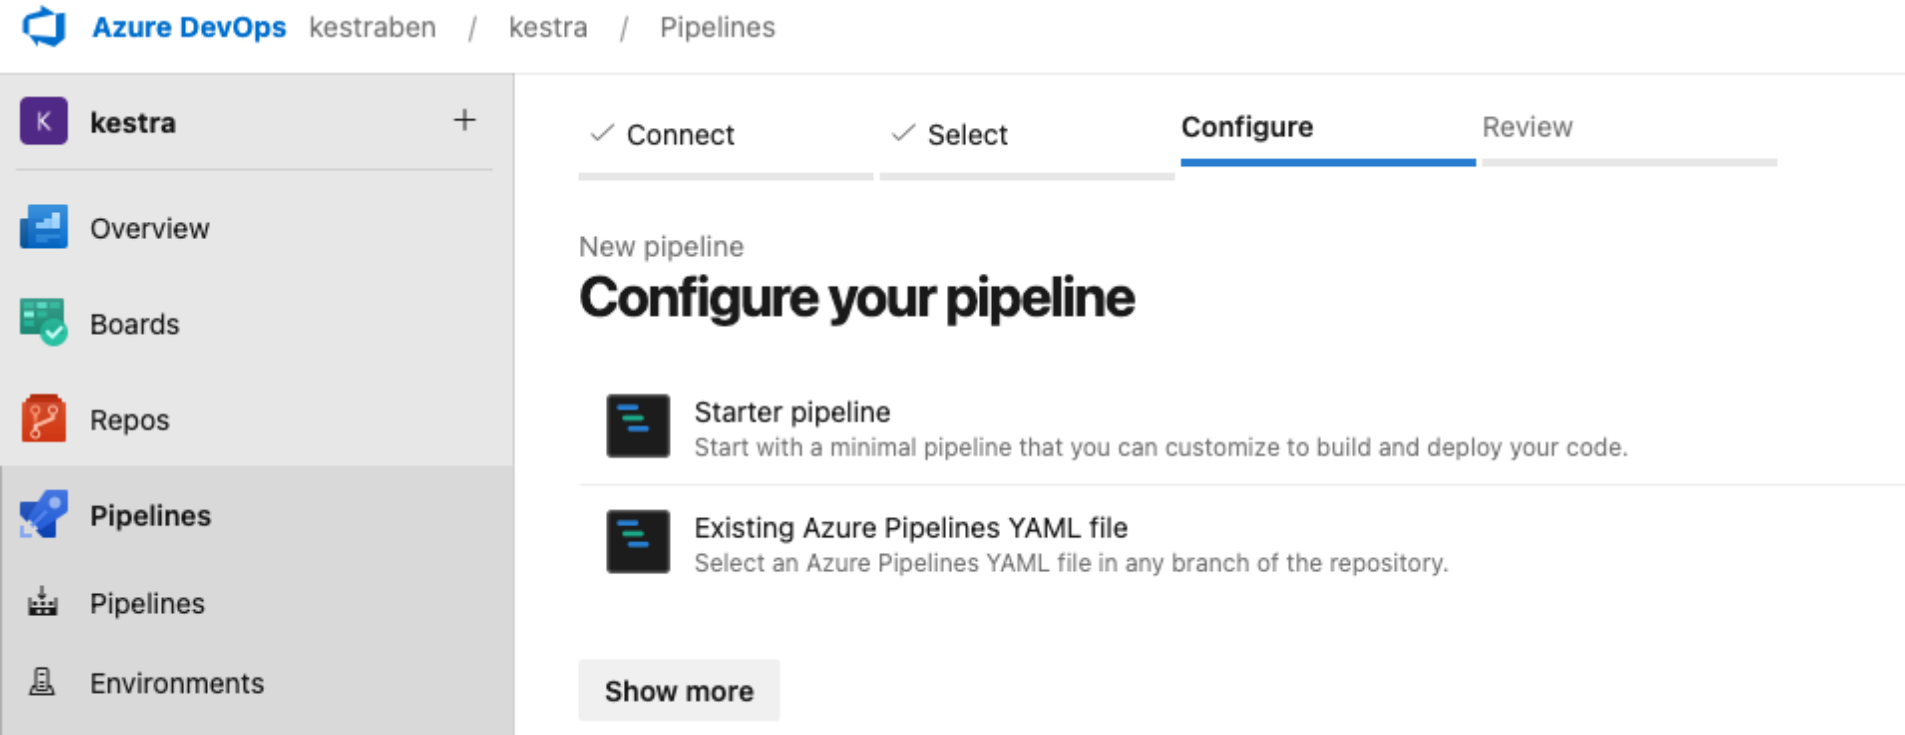 Azure DevOps kestraben / kestra / Pipelines
K kestra +
Overview
Boards
Repos
Pipelines
Pipelines
Environments
Connect Select Configure Review
New pipeline
Configure your pipeline
Starter pipeline
Start with a minimal pipeline that you can customize to build and deploy your code.
Existing Azure Pipelines YAML file
Select an Azure Pipelines YAML file in any branch of the repository.
Show more